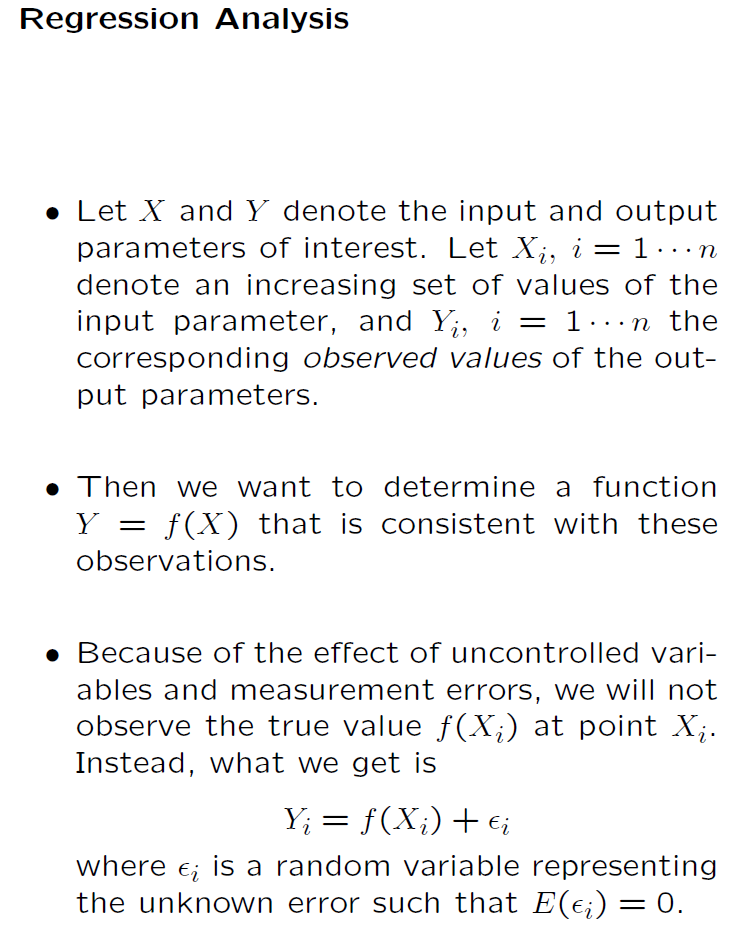 Regression Analysis
• Let X and Y denote the input and output
parameters of interest. Let Xᵢ, i = 1 ⋯ n
denote an increasing set of values of the
input parameter, and Yᵢ, i = 1 ⋯ n the
corresponding observed values of the out-
put parameters.
• Then we want to determine a function
Y = f(X) that is consistent with these
observations.
• Because of the effect of uncontrolled vari-
ables and measurement errors, we will not
observe the true value f(Xᵢ) at point Xᵢ.
Instead, what we get is
Yᵢ = f(Xᵢ) + ϵᵢ
where ϵᵢ is a random variable representing
the unknown error such that E(ϵᵢ) = 0.